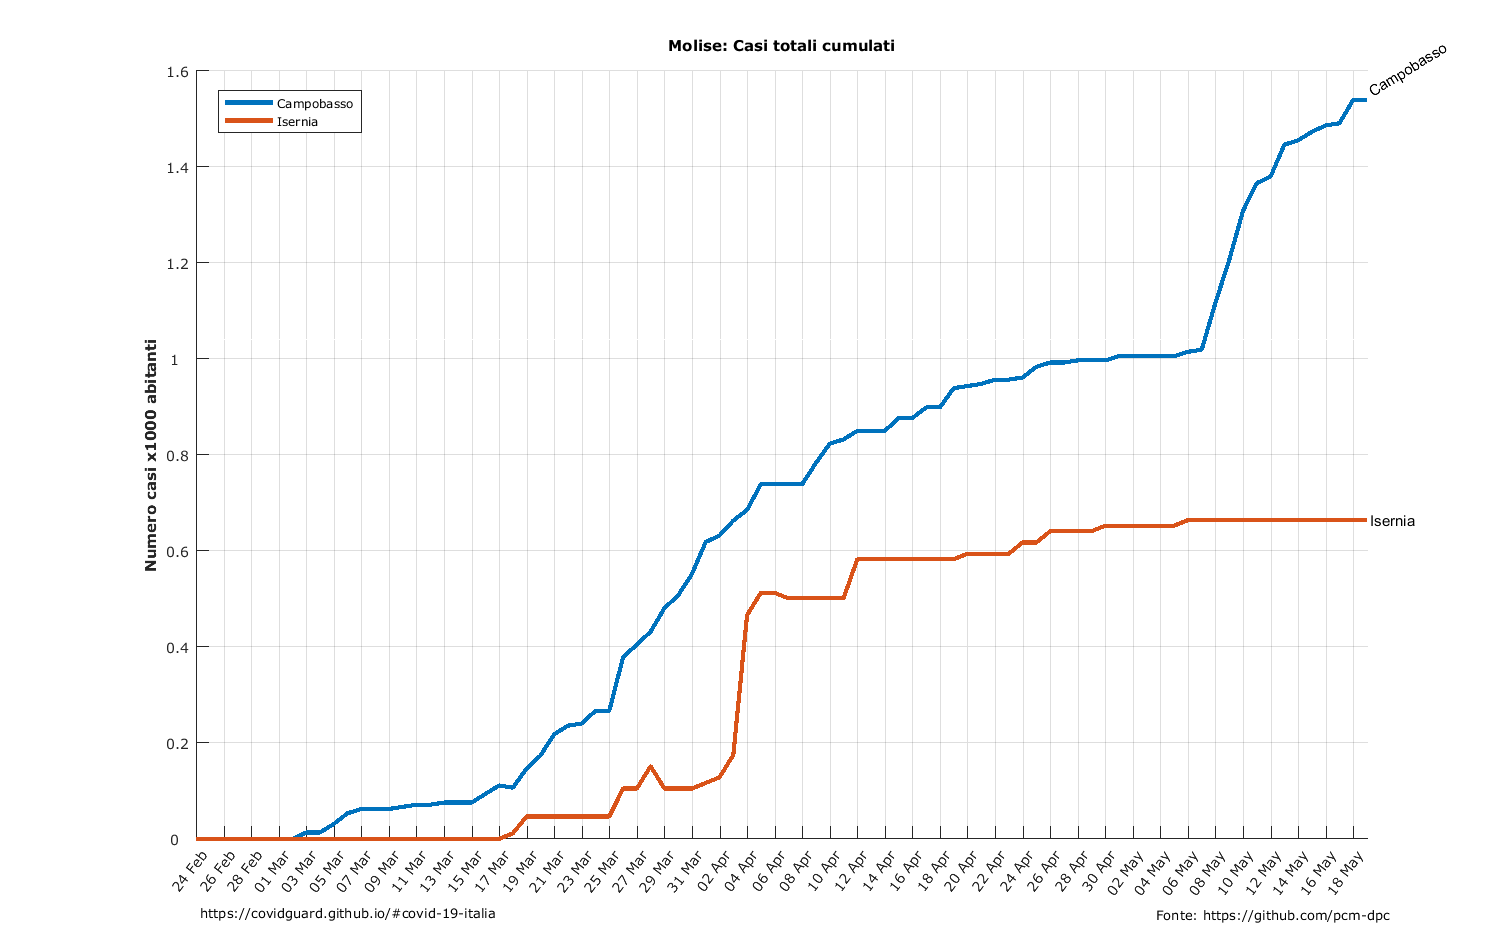 Molise: Casi totali cumulati
Campobasso
1.6
Campobasso
Isernia
1.4
1.2
1
0.8
0.6
0.4
0.2
0
Numero casi x1000 abitanti
Isernia
24 Feb
26 Feb
28 Feb
01 Mar
03 Mar
05 Mar
07 Mar
09 Mar
11 Mar
13 Mar
15 Mar
17 Mar
19 Mar
21 Mar
23 Mar
25 Mar
27 Mar
29 Mar
31 Mar
02 Apr
04 Apr
06 Apr
08 Apr
10 Apr
12 Apr
14 Apr
16 Apr
18 Apr
20 Apr
22 Apr
24 Apr
26 Apr
28 Apr
30 Apr
02 May
04 May
06 May
08 May
10 May
12 May
14 May
16 May
18 May
https://covidguard.github.io/#covid-19-italia
Fonte: https://github.com/pcm-dpc